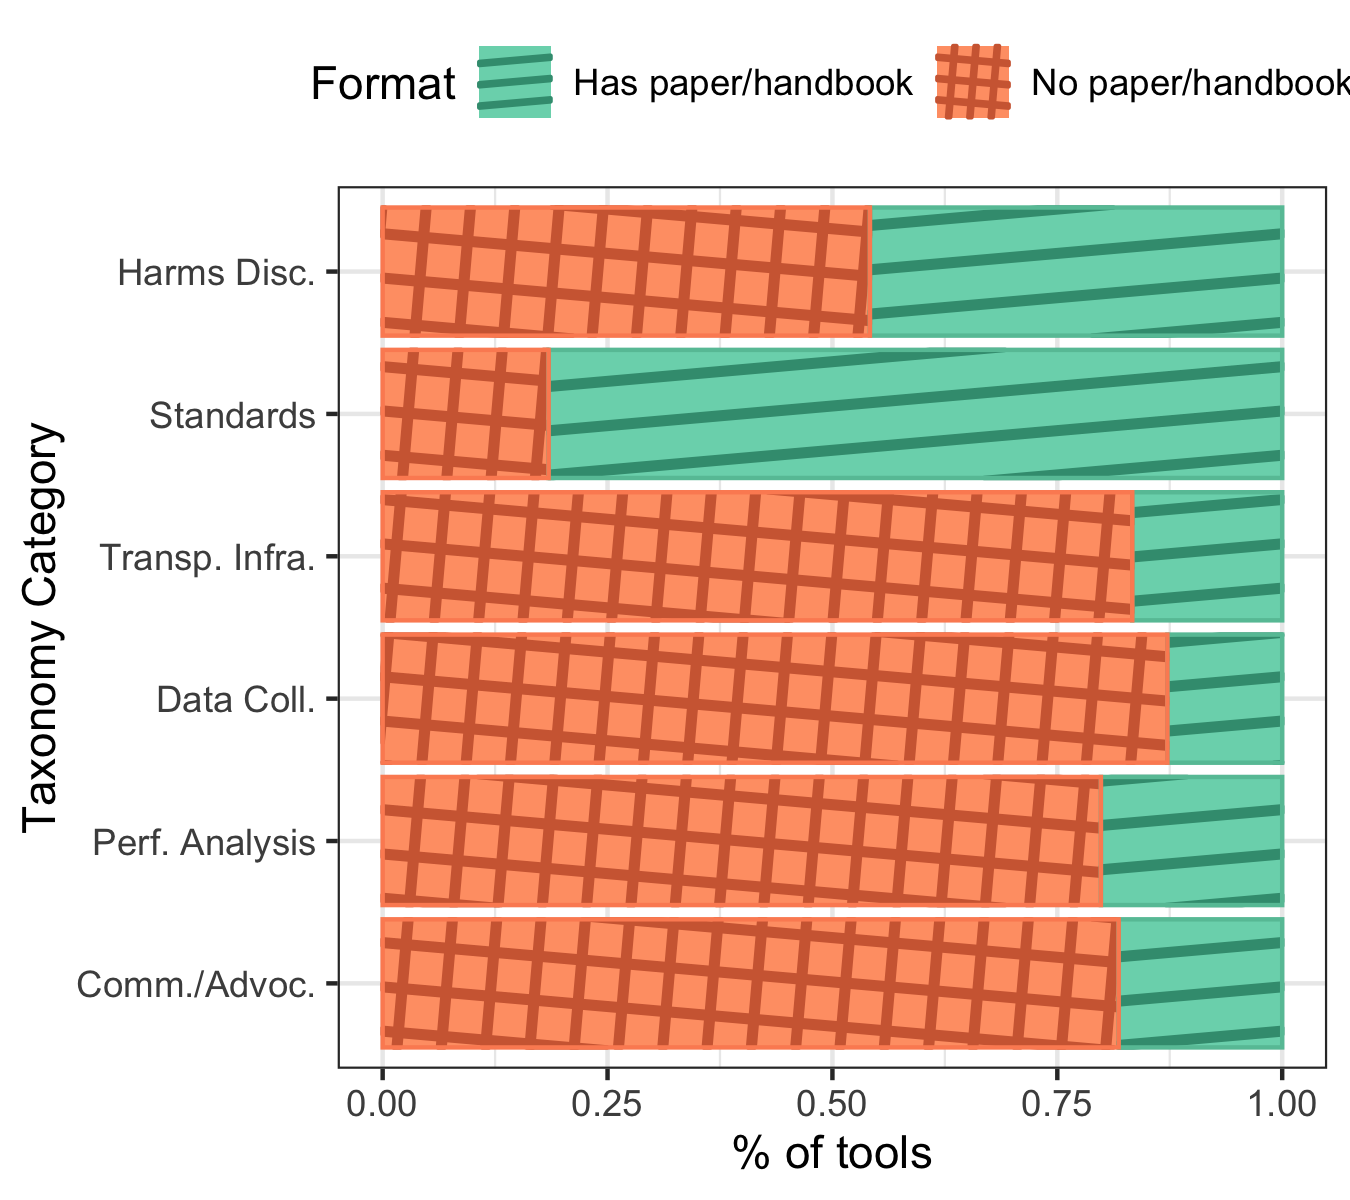 Format Has paper/handbook No paper/handbook
Harms Disc.
Standards
Transp. Infra.
Data Coll.
Perf. Analysis
Comm./Advoc.
Taxonomy Category
0.00 0.25 0.50 0.75 1.00
% of tools